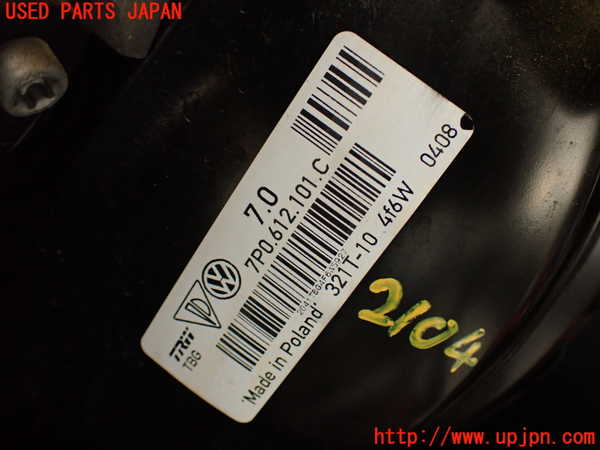 USED PARTS JAPAN
7.0
7P0.612.101.C
TRW
TBG
'Made in Poland'
321T-10
4f6W
0408
2104
http://www.upjpn.com/